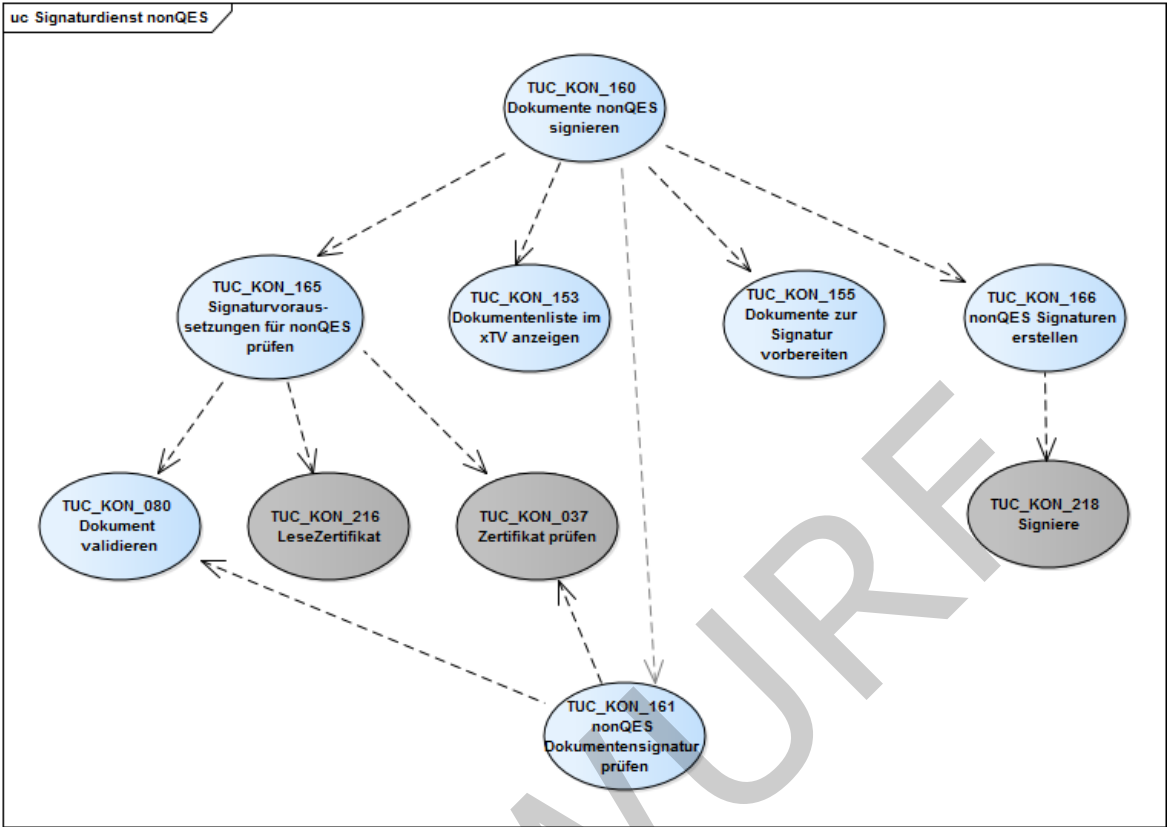 uc Signaturdienst nonQES
TUC_KON_160
Dokumente nonQES
signieren
TUC_KON_165
Signaturvoraus-
setzungen für nonQES
prüfen
TUC_KON_153
Dokumentenliste im
xTV anzeigen
TUC_KON_155
Dokumente zur
Signatur
vorbereiten
TUC_KON_166
nonQES Signaturen
erstellen
TUC_KON_080
Dokument
validieren
TUC_KON_216
LeseZertifikat
TUC_KON_037
Zertifikat prüfen
TUC_KON_218
Signiere
TUC_KON_161
nonQES
Dokumentensignatur
prüfen
WURF